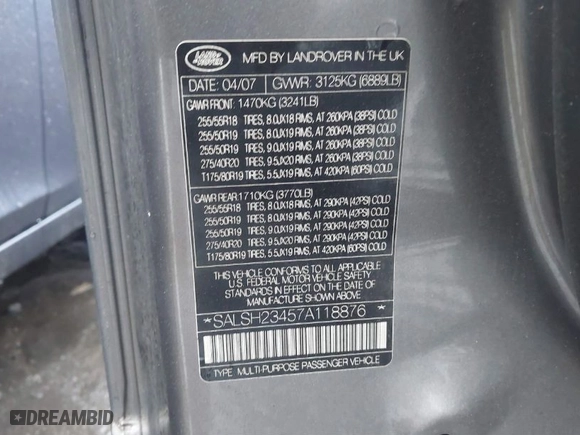 LAND ROVER
MFD BY LANDROVER IN THE UK
DATE: 04/07 GVWR: 3125KG (6889LB)
GAWR FRONT: 1470KG (3241LB)
255/55R18 TIRES, 8.0JX18 RIMS, AT 260KPA (38PSI) COLD
255/50R19 TIRES, 8.0JX19 RIMS, AT 260KPA (38PSI) COLD
255/50R19 TIRES, 9.0JX19 RIMS, AT 260KPA (38PSI) COLD
275/40R20 TIRES, 9.5JX20 RIMS, AT 260KPA (38PSI) COLD
T175/80R19 TIRES, 5.5JX19 RIMS, AT 420KPA (60PSI) COLD
GAWR REAR: 1710KG (3770LB)
255/55R18 TIRES, 8.0JX18 RIMS, AT 290KPA (42PSI) COLD
255/50R19 TIRES, 8.0JX19 RIMS, AT 290KPA (42PSI) COLD
255/50R19 TIRES, 9.0JX19 RIMS, AT 290KPA (42PSI) COLD
275/40R20 TIRES, 9.5JX20 RIMS, AT 290KPA (42PSI) COLD
T175/80R19 TIRES, 5.5JX19 RIMS, AT 420KPA (60PSI) COLD
THIS VEHICLE CONFORMS TO ALL APPLICABLE
U.S. FEDERAL MOTOR VEHICLE SAFETY
STANDARDS IN EFFECT ON THE DATE OF
MANUFACTURE SHOWN ABOVE.
*SALSH23457A118876*
TYPE: MULTI-PURPOSE PASSENGER VEHICLE
DREAMBID